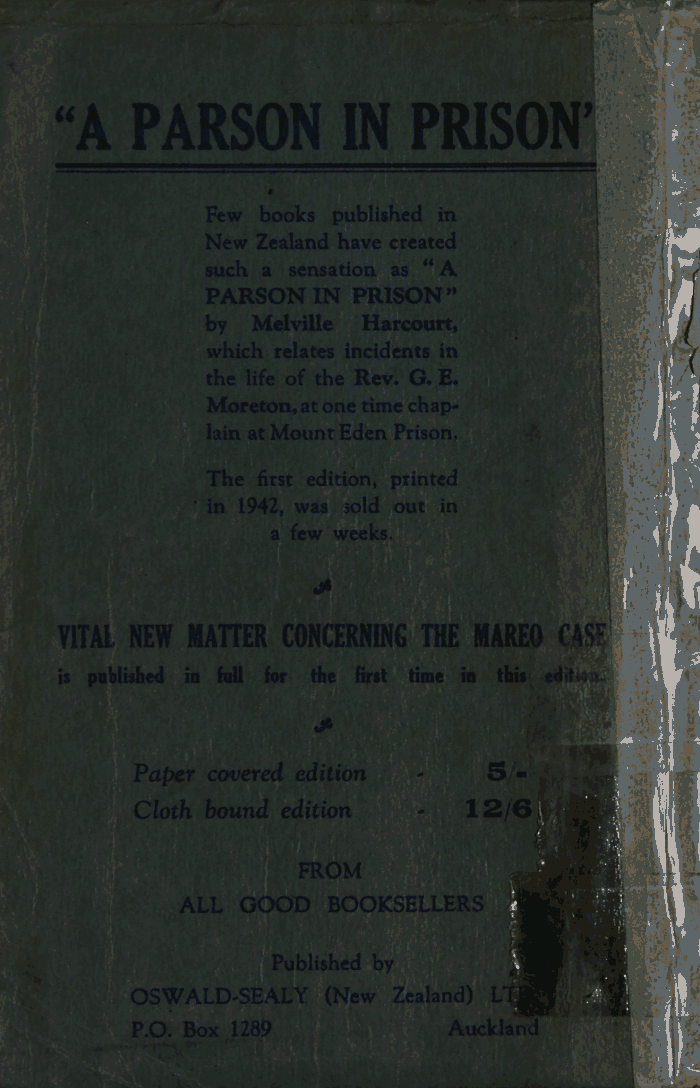 “A PARSON IN PRISON’
Few books published in
New Zealand have created
such a sensation as “A
PARSON IN PRISON”
by Melville Harcourt,
which relates incidents in
the life of the Rev. G. E.
Moreton, at one time chap-
lain at Mount Eden Prison.
The first edition, printed
in 1942, was sold out in
a few weeks.
VITAL NEW MATTER CONCERNING THE MAREO CASE
is published in full for the first time in this edition.
Paper covered edition - 5/-
Cloth bound edition - 12/6
FROM
ALL GOOD BOOKSELLERS
Published by
OSWALD-SEALY (New Zealand) LT
P.O. Box 1289 Auckland